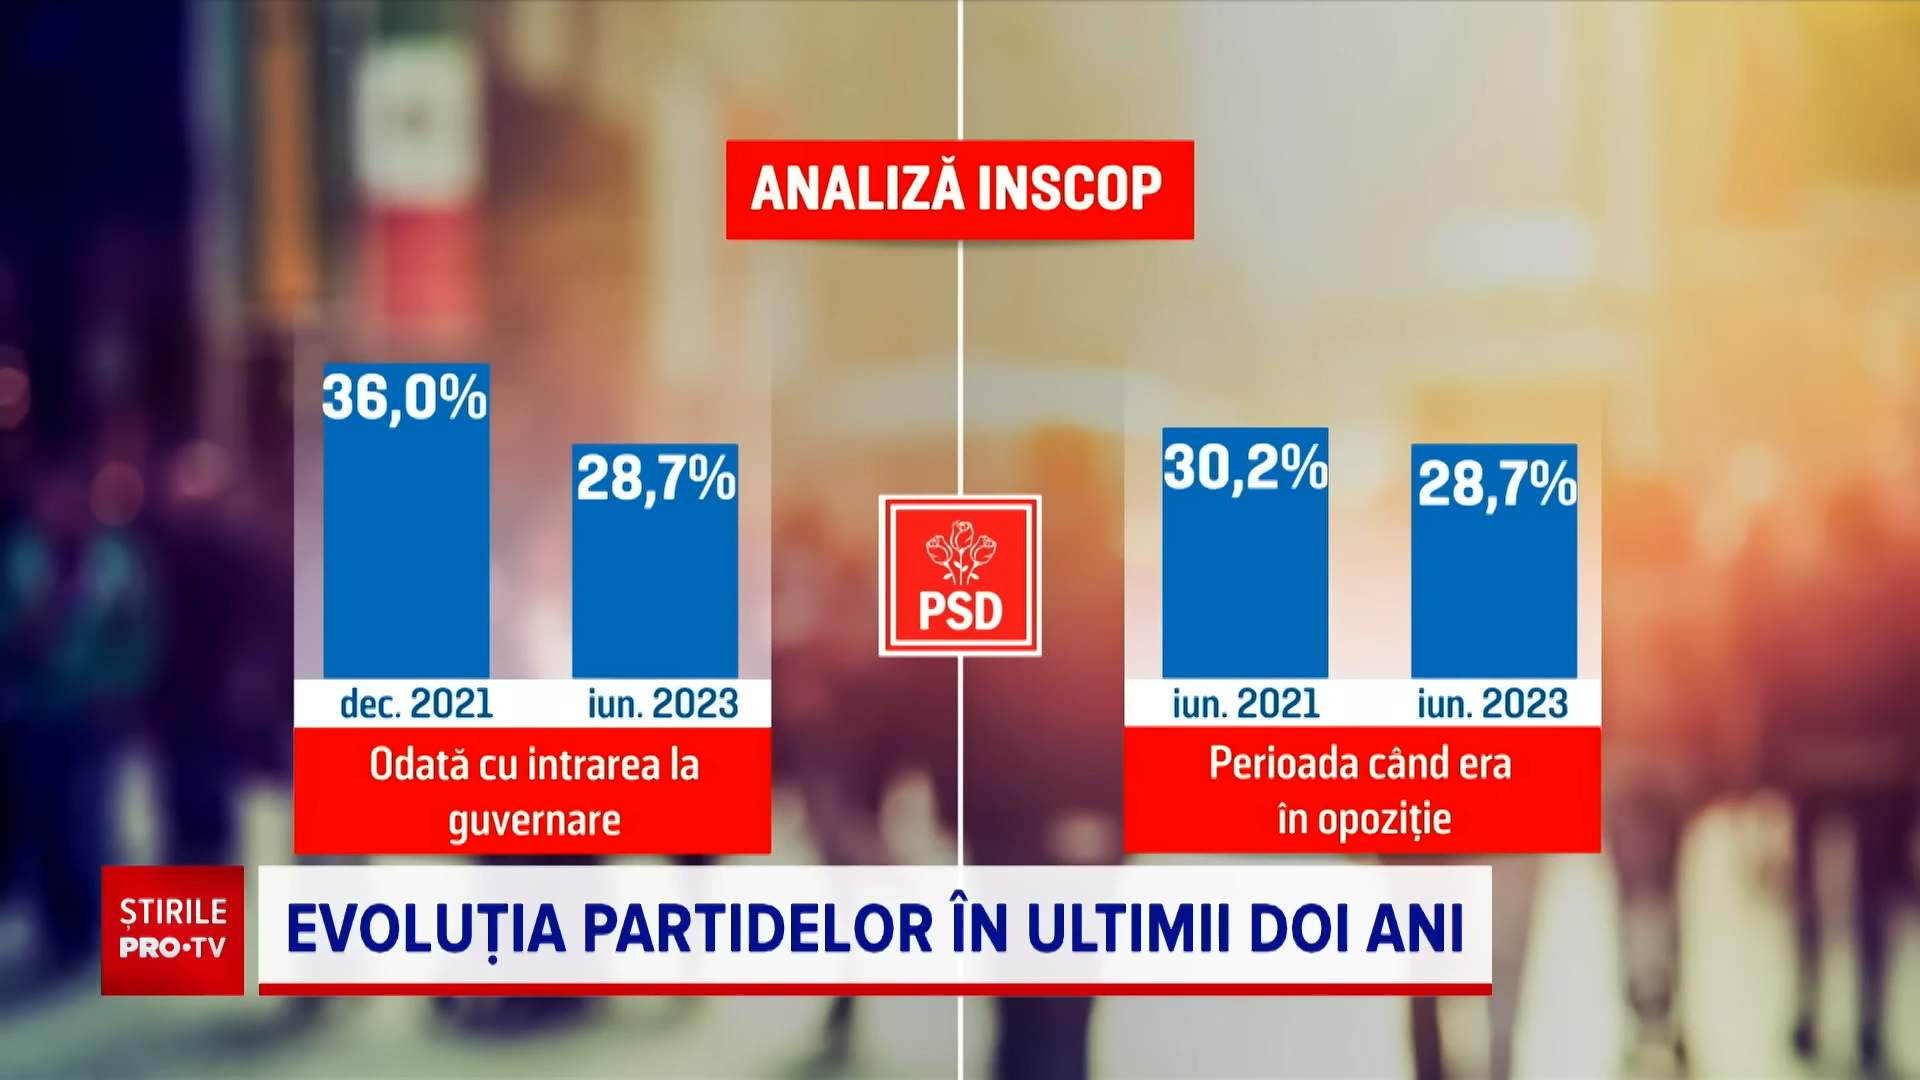 ANALIZĂ INSCOP
36,0%
28,7%
dec. 2021
iun. 2023
Odată cu intrarea la
guvernare
PSD
30,2%
28,7%
iun. 2021
iun. 2023
Perioada când era
în opoziție
ȘTIRILE
PRO•TV
EVOLUȚIA PARTIDELOR ÎN ULTIMII DOI ANI